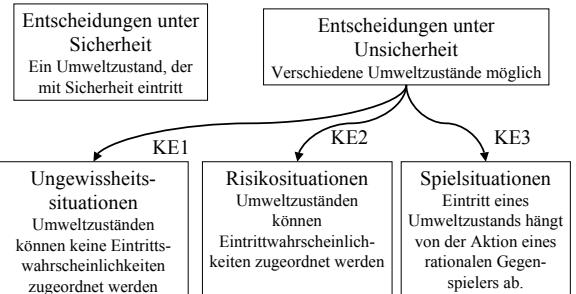 Entscheidungen unter
Sicherheit
Ein Umweltzustand, der
mit Sicherheit eintritt
Entscheidungen unter
Unsicherheit
Verschiedene Umweltzustände möglich
KE1
KE2
KE3
Ungewissheits-
situationen
Umweltzuständen
können keine Eintritts-
wahrscheinlichkeiten
zugeordnet werden
Risikosituationen
Umweltzuständen
können
Eintrittwahrscheinlich-
keiten zugeordnet werden
Spielsituationen
Eintritt eines
Umweltzustands hängt
von der Aktion eines
rationalen Gegen-
spielers ab.